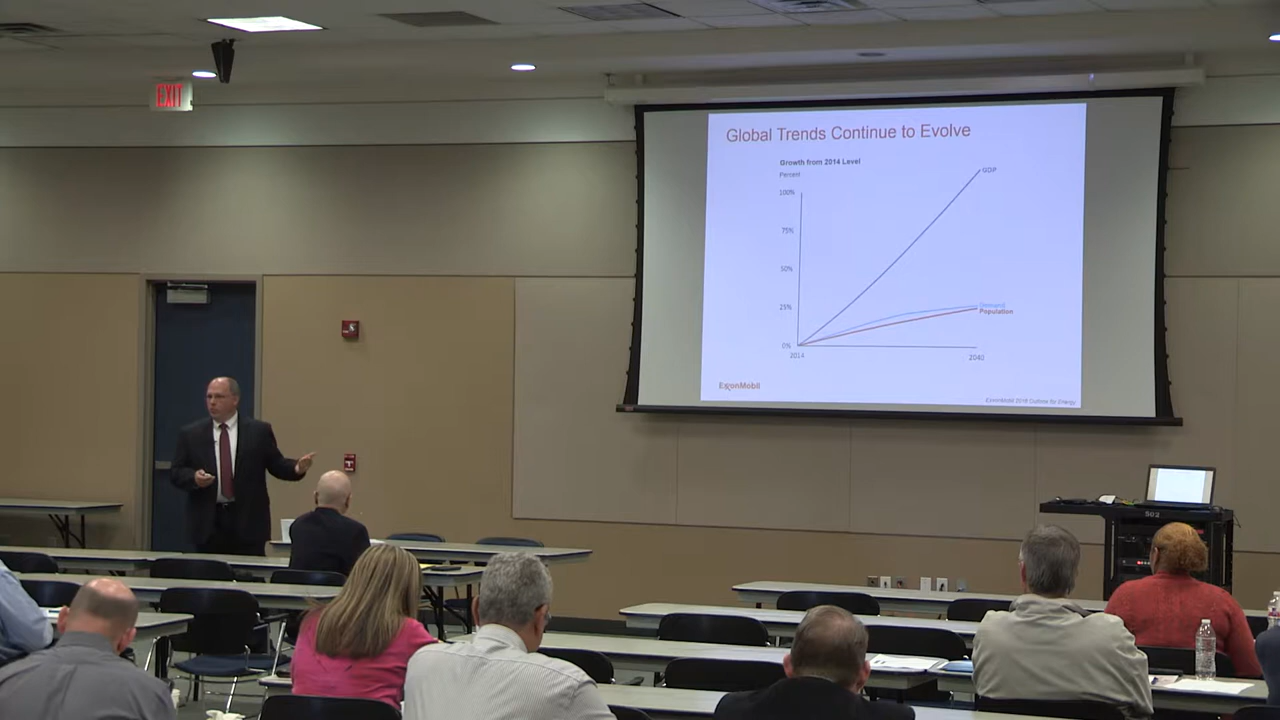 EXIT
Global Trends Continue to Evolve
Growth from 2014 Level
Percent
GDP
100%
75%
50%
25%
Demand
Population
0%
2014
2040
ExxonMobil
ExxonMobil 2016 Outlook for Energy